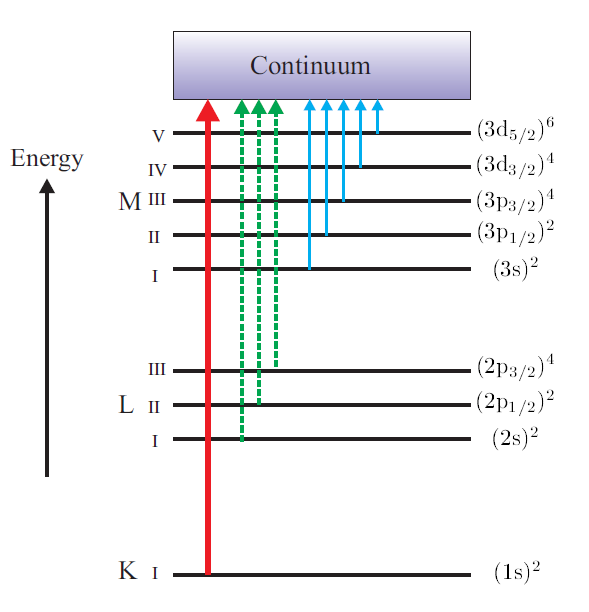 Continuum
V (3d5/2)6
Energy
IV (3d3/2)4
M III (3p3/2)4
II (3p1/2)2
I (3s)2
III (2p3/2)4
L II (2p1/2)2
I (2s)2
K I (1s)2